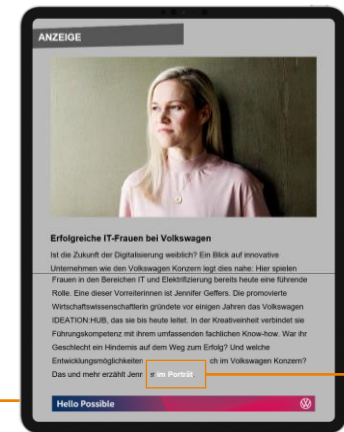 ANZEIGE
Erfolgreiche IT-Frauen bei Volkswagen
Ist die Zukunft der Digitalisierung weiblich? Ein Blick auf innovative
Unternehmen wie den Volkswagen Konzern legt dies nahe: Hier spielen
Frauen in den Bereichen IT und Elektrifizierung bereits heute eine führende
Rolle. Eine dieser Vorreiterinnen ist Jennifer Geffers. Die promovierte
Wirtschaftswissenschaftlerin gründete vor einigen Jahren das Volkswagen
IDEATION:HUB, das sie bis heute leitet. In der Kreativeinheit verbindet sie
Führungskompetenz mit ihrem umfassenden fachlichen Know-how. War ihr
Geschlecht ein Hindernis auf dem Weg zum Erfolg? Und welche
Entwicklungsmöglichkeiten ch im Volkswagen Konzern?
Das und mehr erzählt Jenn s im Porträt
Hello Possible